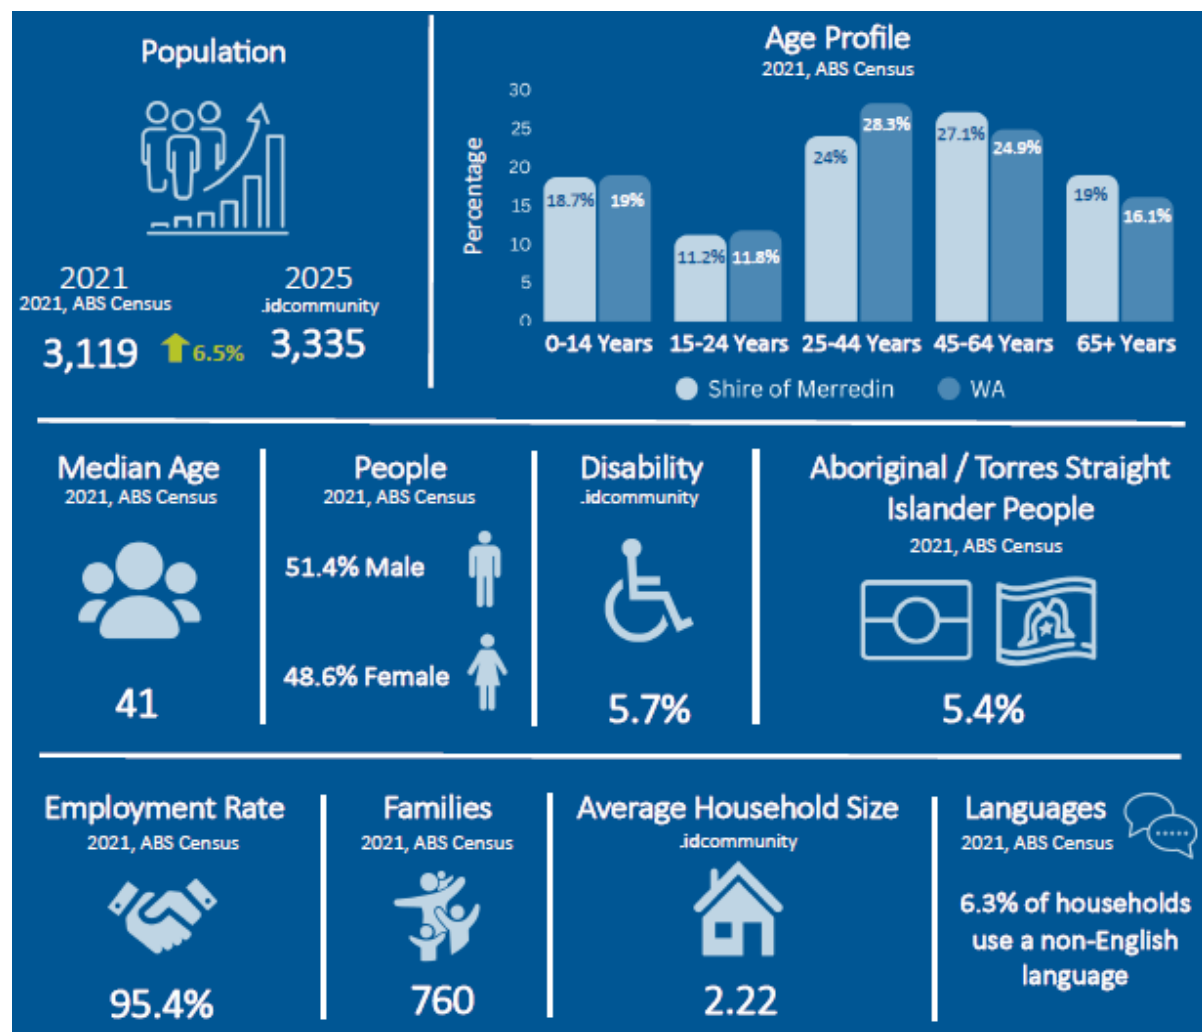 Population
2021
2021, ABS Census
3,119
6.5%
2025
.idcommunity
3,335
Age Profile
2021, ABS Census
Percentage
30
25
20
15
10
5
0
18.7% 19%
11.2% 11.8%
24% 28.3%
27.1% 24.9%
19% 16.1%
0-14 Years 15-24 Years 25-44 Years 45-64 Years 65+ Years
Shire of Merredin WA
Median Age
2021, ABS Census
41
People
2021, ABS Census
51.4% Male
48.6% Female
Disability
.idcommunity
5.7%
Aboriginal / Torres Straight
Islander People
2021, ABS Census
5.4%
Employment Rate
2021, ABS Census
95.4%
Families
2021, ABS Census
760
Average Household Size
.idcommunity
2.22
Languages
2021, ABS Census
6.3% of households
use a non-English
language